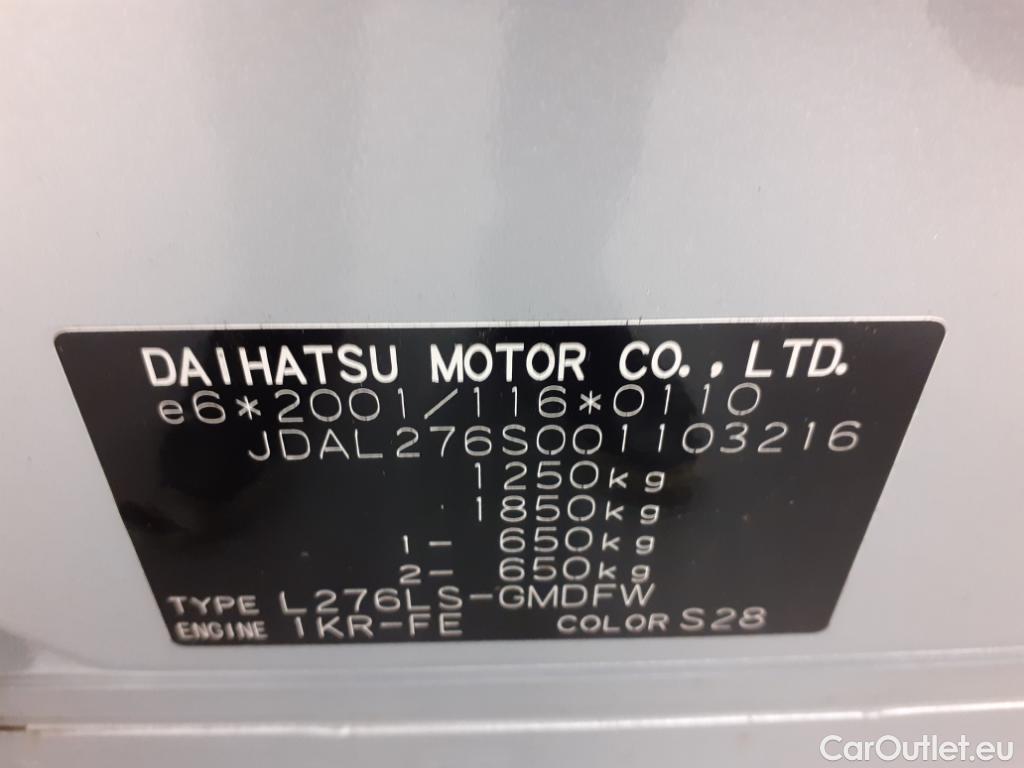 DAIHATSU MOTOR CO., LTD.
e6*2001/116*0110
JDAL276S001103216
1250kg
1850kg
1- 650kg
2- 650kg
TYPE L276LS-GMDFW
ENGINE 1KR-FE COLOR S28
CarOutlet.eu